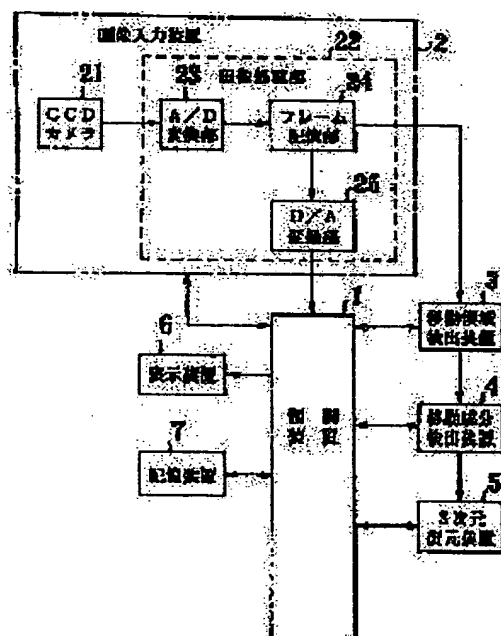 22
2
画像入力装置
21
23
画像処理部
24
CCD
カメラ
A/D
変換部
フレーム
記憶部
25
D/A
変換部
1
3
移動領域
検出装置
6
表示装置
制御
装置
4
移動成分
検出装置
7
記憶装置
5
3次元
復元装置